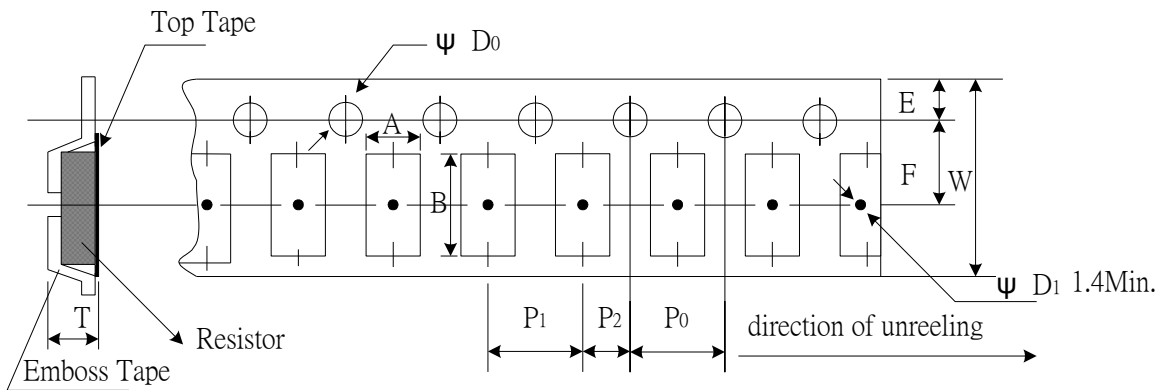 Top Tape
ψ D0
E
A
F
W
B
ψ D1 1.4Min.
T
P1
P2
P0
direction of unreeling
Resistor
Emboss Tape